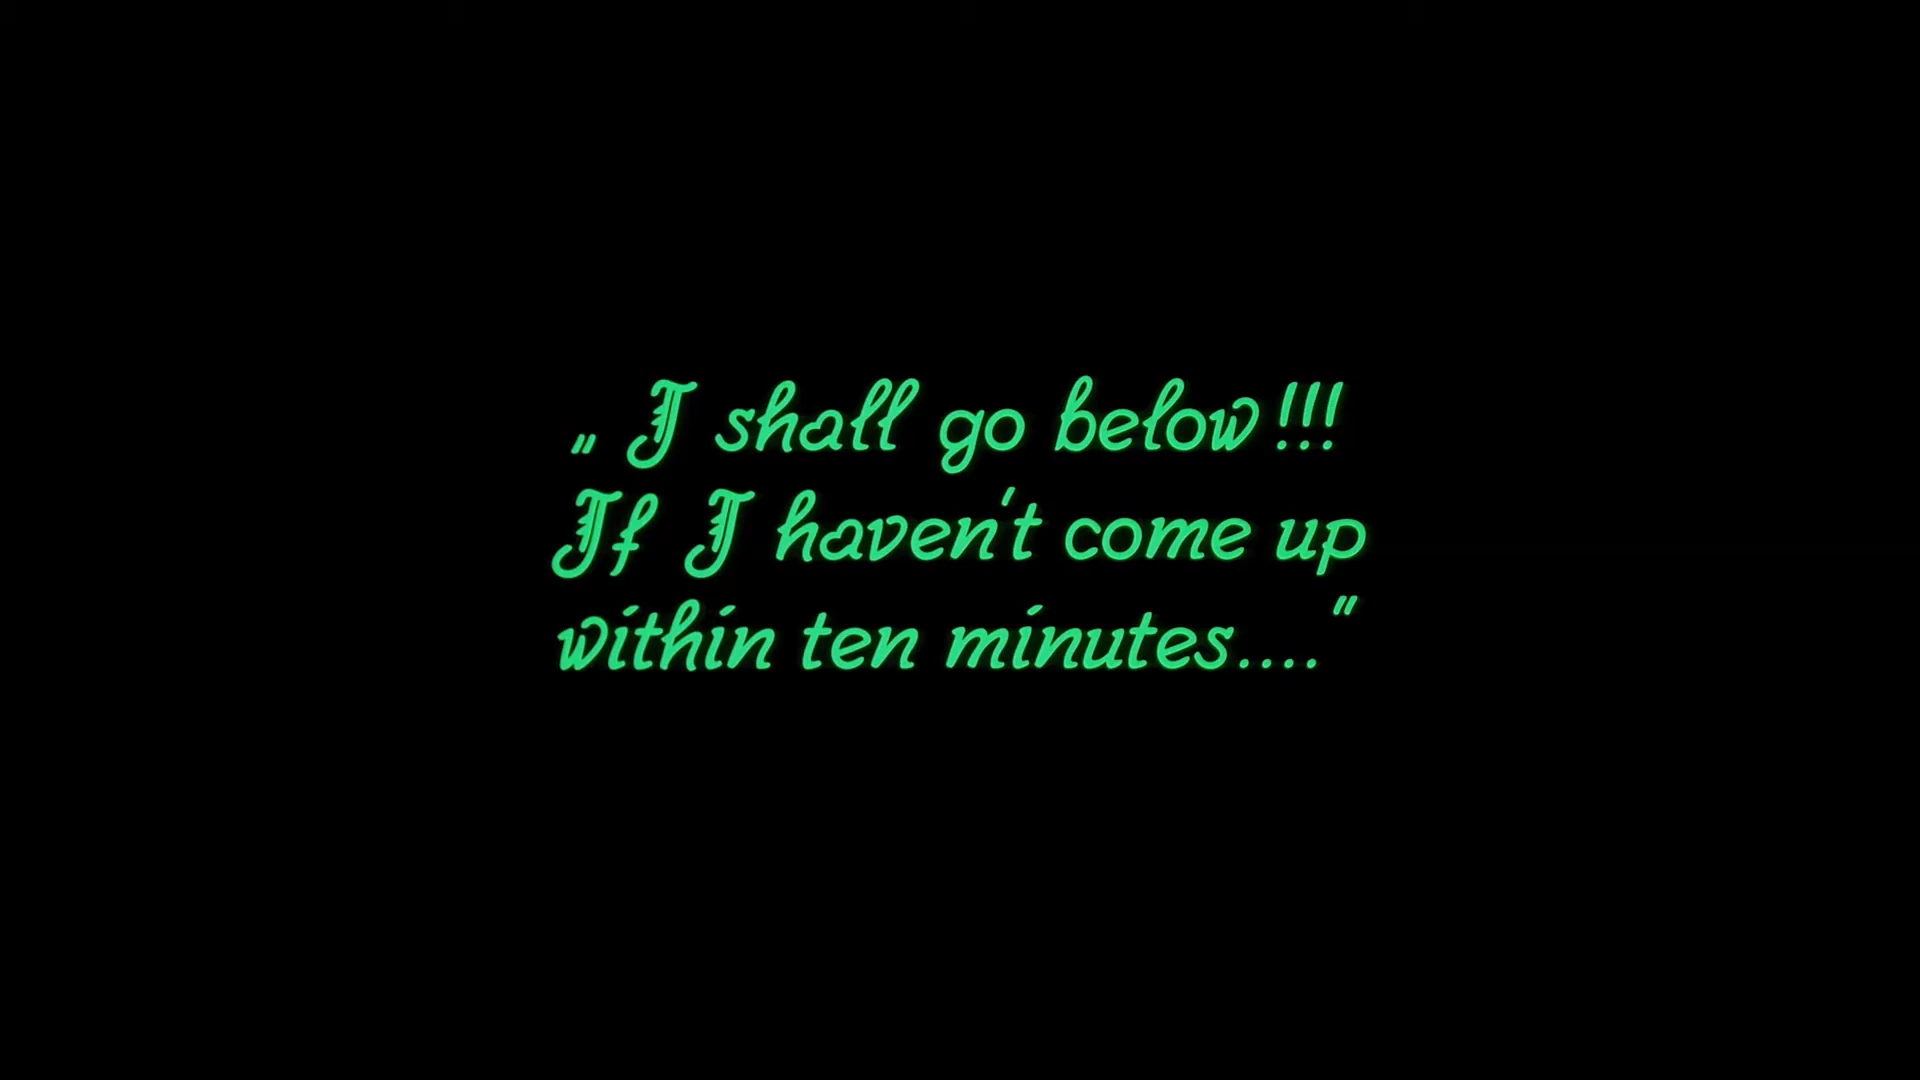 „ I shall go below!!!
If I haven't come up
within ten minutes...."